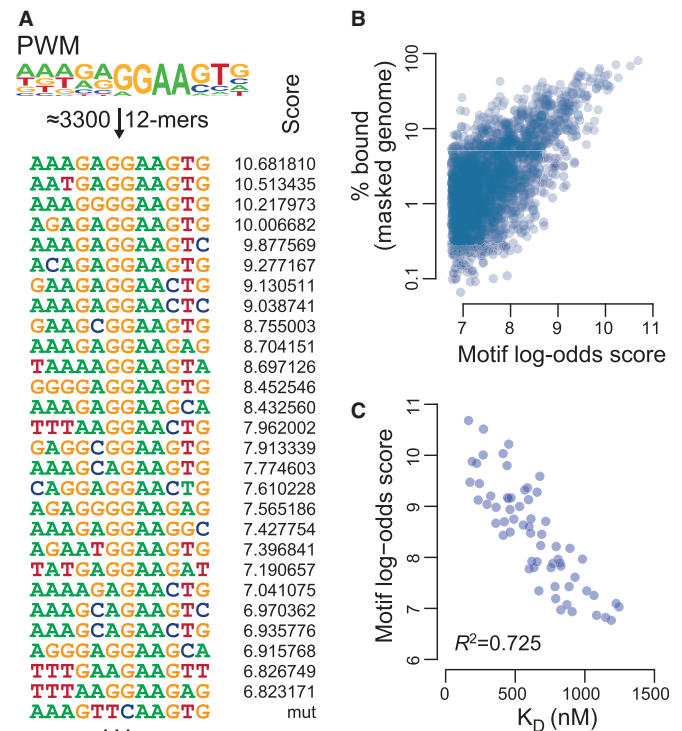 A
PWM
AAAGAGGAAGTG
≈3300 12-mers
Score
AAAGAGGAAGTG 10.681810
AATGAGGAAGTG 10.513435
AAAGGGGAAGTG 10.217973
AGAGAGGAAGTG 10.006682
AAAGAGGAAGTC 9.877569
ACAGAGGAAGTG 9.277167
GAAGAGGAACTG 9.130511
AAAGAGGAACTC 9.038741
GAAGCGGAAGTG 8.755003
AAAGAGGAAGAG 8.704151
TAAAAGGAAGTA 8.697126
GGGGAGGAAGTG 8.452546
AAAGAGGAAGCA 8.432560
TTTAAGGAACTG 7.962002
GAGGCGGAAGTG 7.913339
AAAGCAGAAGTG 7.774603
CAGGAGGAACTG 7.610228
AGAGGGGAAGAG 7.565186
AAAGAGGAAGGC 7.427754
AGAATGGAAGTG 7.396841
TATGAGGAAGAT 7.190657
AAAAGAGAACTG 7.041075
AAAGCAGAAGTC 6.970362
AAAGCAGAACTG 6.935776
AGGGAGGAAGCA 6.915768
TTTGAAGAAGTT 6.826749
TTTAAGGAAGAG 6.823171
AAAGTTCAAGTG mut
...
B
% bound
(masked genome)
100
10
1
0.1
7 8 9 10 11
Motif log-odds score
C
Motif log−odds score
11
10
9
8
7
6
R²=0.725
0 500 1000 1500
K_D (nM)